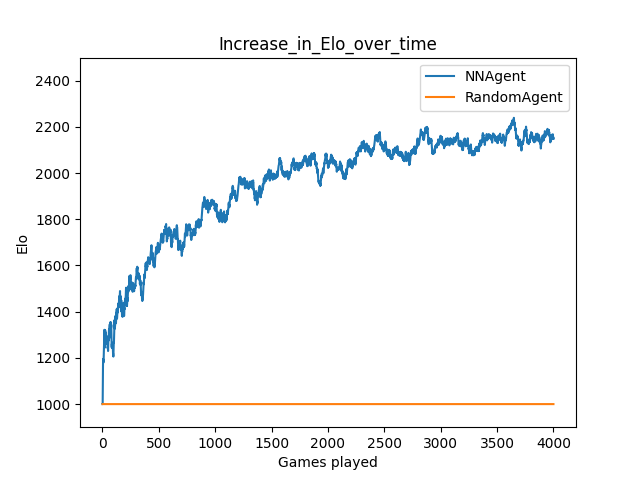 Increase_in_Elo_over_time
NNAgent
RandomAgent
2400
2200
2000
1800
1600
1400
1200
1000
Elo
0 500 1000 1500 2000 2500 3000 3500 4000
Games played